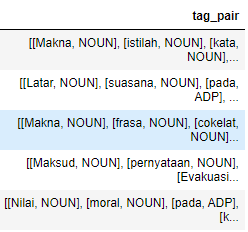 tag_pair
[[Makna, NOUN], [istilah, NOUN], [kata,
NOUN],...
[[Latar, NOUN], [suasana, NOUN], [pada,
ADP], ...
[[Makna, NOUN], [frasa, NOUN], [cokelat,
NOUN]...
[[Maksud, NOUN], [pernyataan, NOUN],
[Evakuasi...
[[Nilai, NOUN], [moral, NOUN], [pada, ADP],
[k...